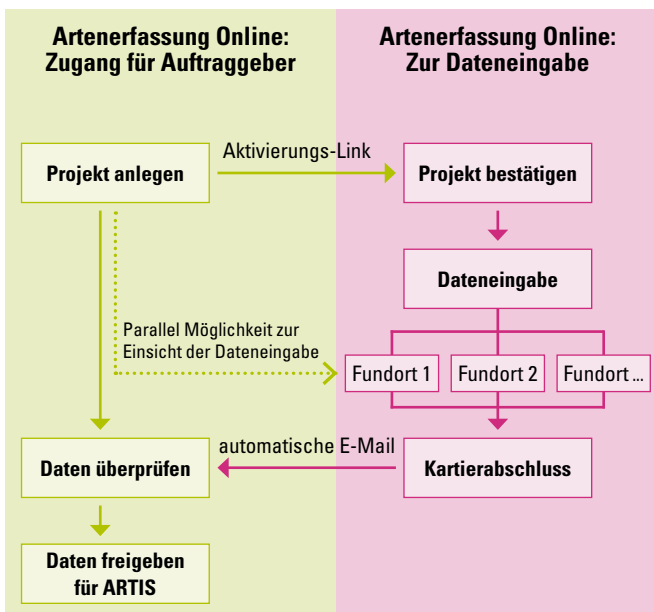 Artenerfassung Online:
Zugang für Auftraggeber
Artenerfassung Online:
Zur Dateneingabe
Projekt anlegen
Aktivierungs-Link
Projekt bestätigen
Dateneingabe
Parallel Möglichkeit zur
Einsicht der Dateneingabe
Fundort 1
Fundort 2
Fundort ...
Daten überprüfen
automatische E-Mail
Kartierabschluss
Daten freigeben
für ARTIS